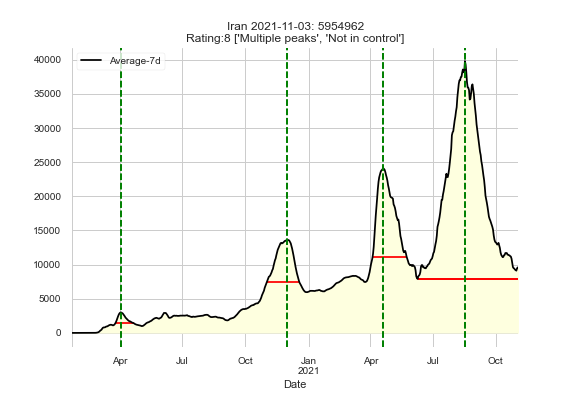 Iran 2021-11-03: 5954962
Rating:8 ['Multiple peaks', 'Not in control']
Average-7d
40000
35000
30000
25000
20000
15000
10000
5000
0
Apr Jul Oct Jan Apr Jul Oct
2021
Date